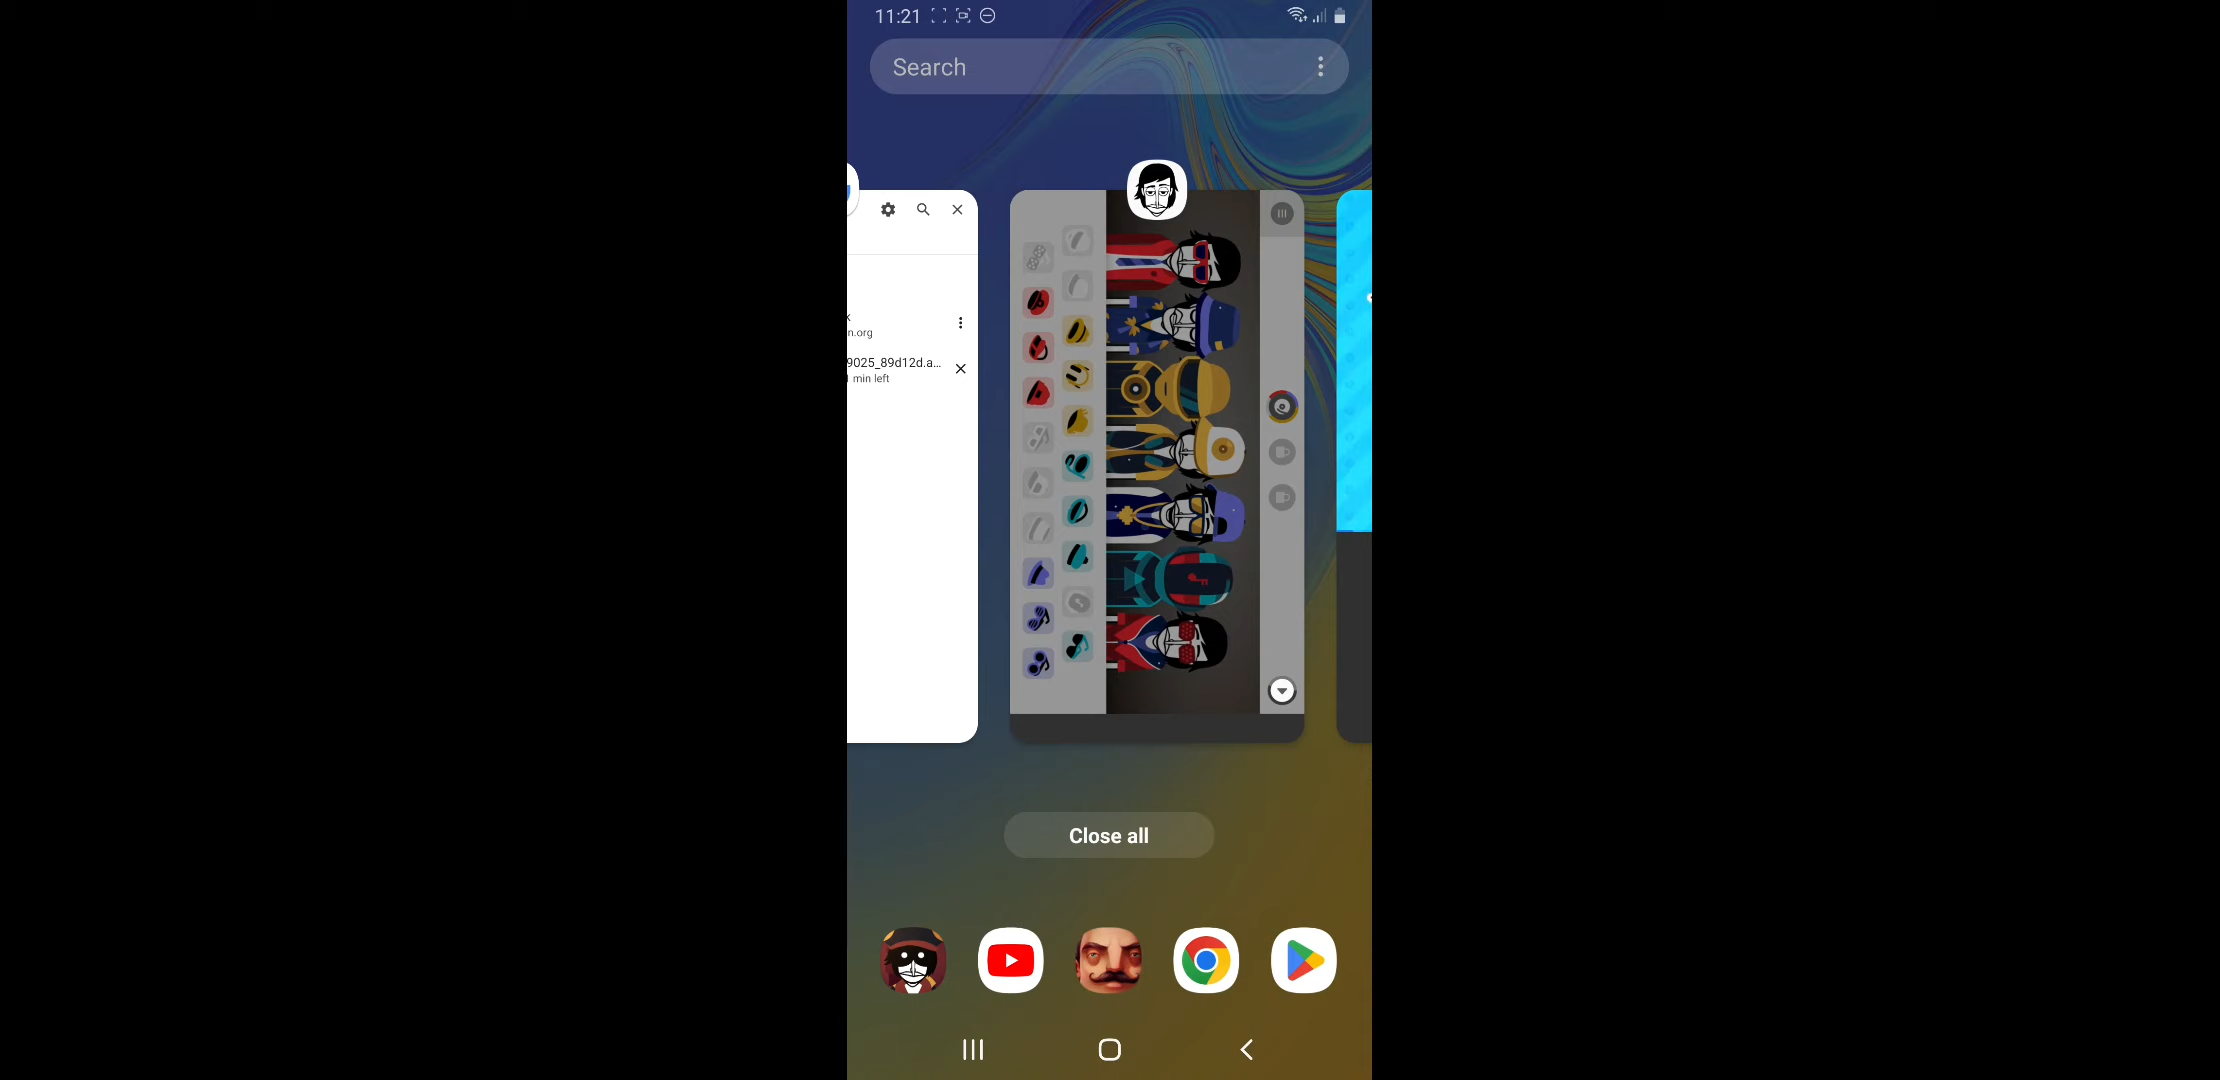 11:21
Search
n.org
9025_89d12d.a...
min left
Close all